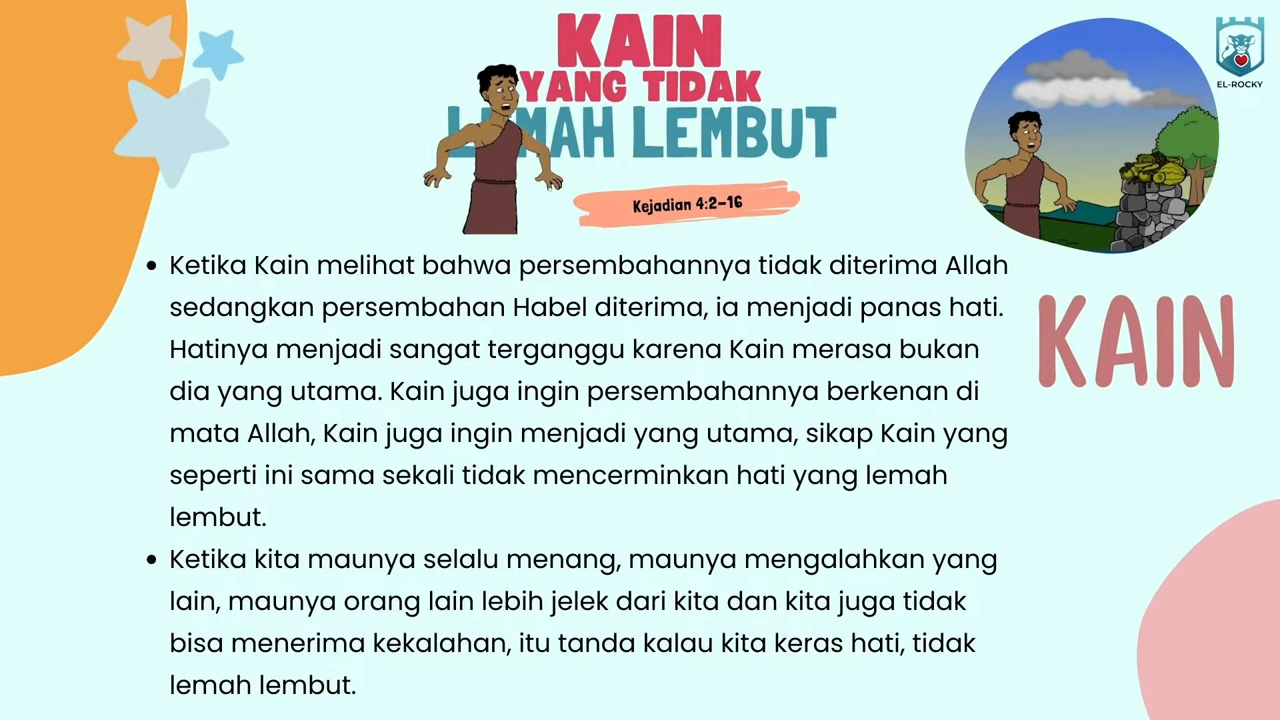 KAIN
YANG TIDAK
LEMAH LEMBUT
Kejadian 4:2-16
EL-ROCKY
• Ketika Kain melihat bahwa persembahannya tidak diterima Allah
sedangkan persembahan Habel diterima, ia menjadi panas hati.
Hatinya menjadi sangat terganggu karena Kain merasa bukan
dia yang utama. Kain juga ingin persembahannya berkenan di
mata Allah, Kain juga ingin menjadi yang utama, sikap Kain yang
seperti ini sama sekali tidak mencerminkan hati yang lemah
lembut.
• Ketika kita maunya selalu menang, maunya mengalahkan yang
lain, maunya orang lain lebih jelek dari kita dan kita juga tidak
bisa menerima kekalahan, itu tanda kalau kita keras hati, tidak
lemah lembut.
KAIN